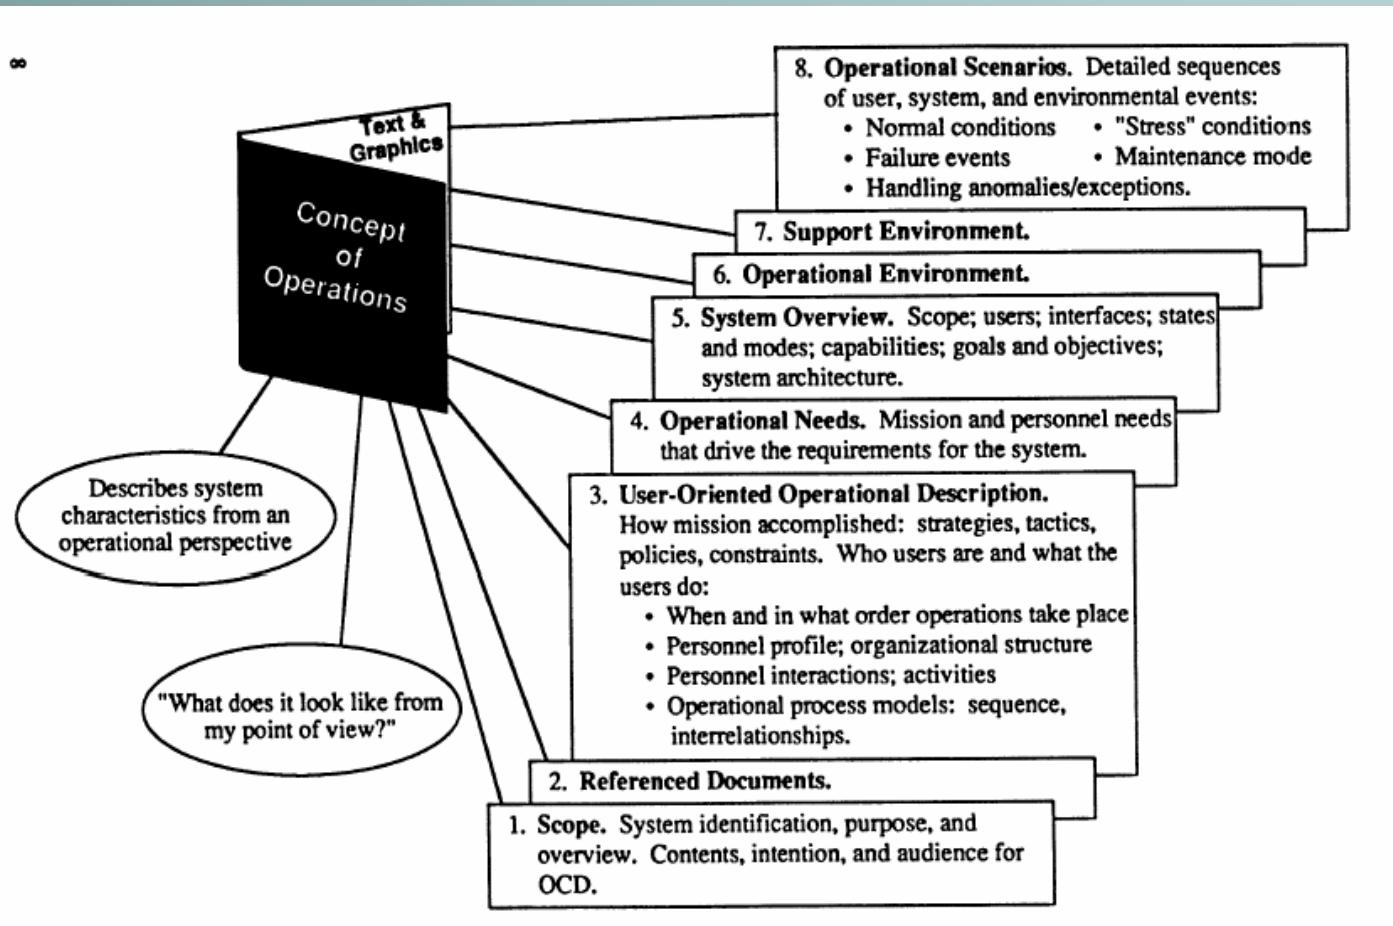 ∞
Text &
Graphics
Concept
of
Operations
Describes system
characteristics from an
operational perspective
"What does it look like from
my point of view?"
8. Operational Scenarios. Detailed sequences
of user, system, and environmental events:
• Normal conditions • "Stress" conditions
• Failure events • Maintenance mode
• Handling anomalies/exceptions.
7. Support Environment.
6. Operational Environment.
5. System Overview. Scope; users; interfaces; states
and modes; capabilities; goals and objectives;
system architecture.
4. Operational Needs. Mission and personnel needs
that drive the requirements for the system.
3. User-Oriented Operational Description.
How mission accomplished: strategies, tactics,
policies, constraints. Who users are and what the
users do:
• When and in what order operations take place
• Personnel profile; organizational structure
• Personnel interactions; activities
• Operational process models: sequence,
interrelationships.
2. Referenced Documents.
1. Scope. System identification, purpose, and
overview. Contents, intention, and audience for
OCD.